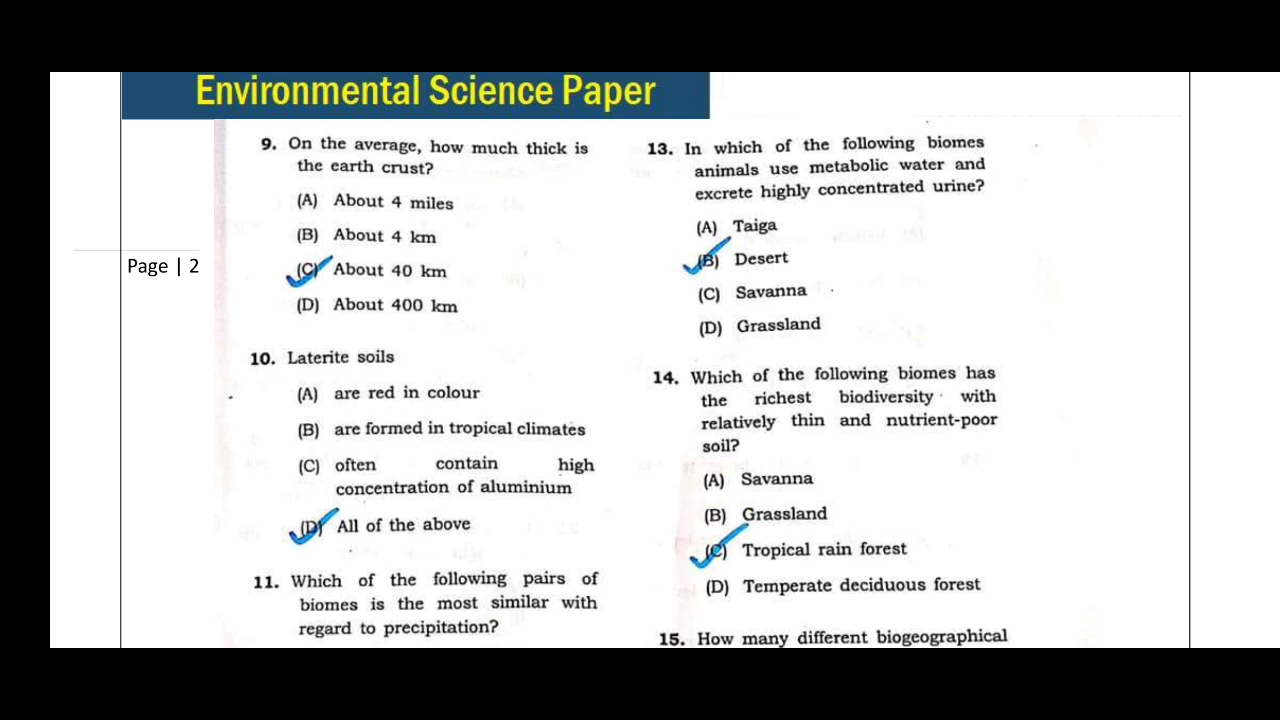 Environmental Science Paper
Page | 2
9. On the average, how much thick is
the earth crust?
(A) About 4 miles
(B) About 4 km
(C) About 40 km
(D) About 400 km
10. Laterite soils
(A) are red in colour
(B) are formed in tropical climates
(C) often contain high
concentration of aluminium
(D) All of the above
11. Which of the following pairs of
biomes is the most similar with
regard to precipitation?
13. In which of the following biomes
animals use metabolic water and
excrete highly concentrated urine?
(A) Taiga
(B) Desert
(C) Savanna
(D) Grassland
14. Which of the following biomes has
the richest biodiversity with
relatively thin and nutrient-poor
soil?
(A) Savanna
(B) Grassland
(C) Tropical rain forest
(D) Temperate deciduous forest
15. How many different biogeographical